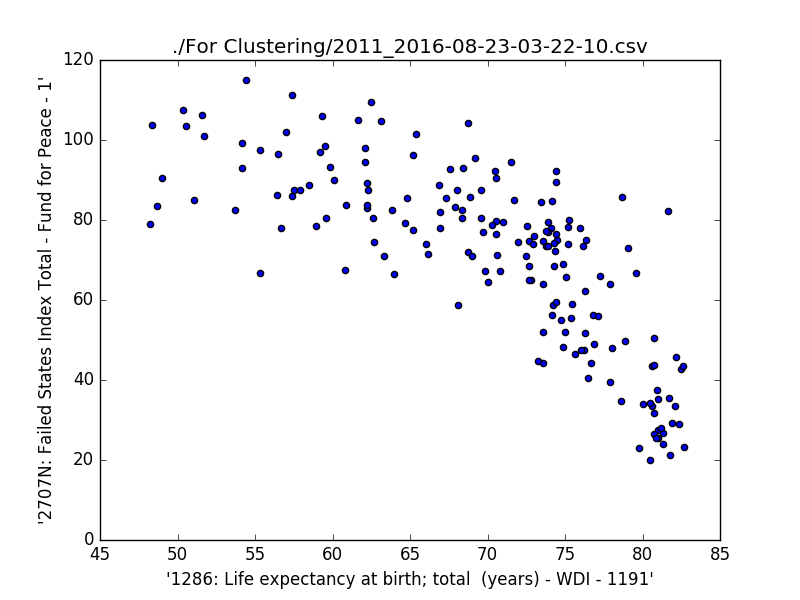 ./For Clustering/2011_2016-08-23-03-22-10.csv
120
100
80
60
40
20
0
'2707N: Failed States Index Total - Fund for Peace - 1'
45 50 55 60 65 70 75 80 85
'1286: Life expectancy at birth; total  (years) - WDI - 1191'